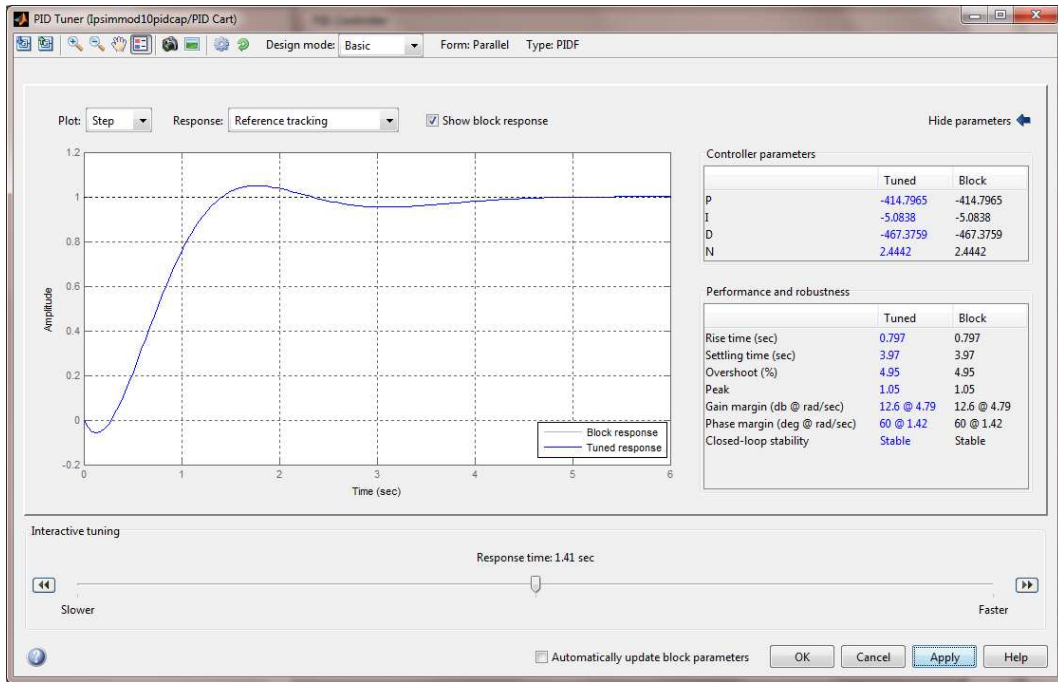 PID Tuner (Ipsimmod10pidcap/PID Cart)
Design mode: Basic Form: Parallel Type: PIDF
Plot: Step Response: Reference tracking Show block response Hide parameters
1.2
1
0.8
0.6
0.4
0.2
0
-0.2
Amplitude
0 1 2 3 4 5 6
Time (sec)
Block response
Tuned response
Controller parameters
Tuned Block
P -414.7965 -414.7965
I -5.0838 -5.0838
D -467.3759 -467.3759
N 2.4442 2.4442
Performance and robustness
Tuned Block
Rise time (sec) 0.797 0.797
Settling time (sec) 3.97 3.97
Overshoot (%) 4.95 4.95
Peak 1.05 1.05
Gain margin (db @ rad/sec) 12.6 @ 4.79 12.6 @ 4.79
Phase margin (deg @ rad/sec) 60 @ 1.42 60 @ 1.42
Closed-loop stability Stable Stable
Interactive tuning
Response time: 1.41 sec
Slower Faster
Automatically update block parameters OK Cancel Apply Help